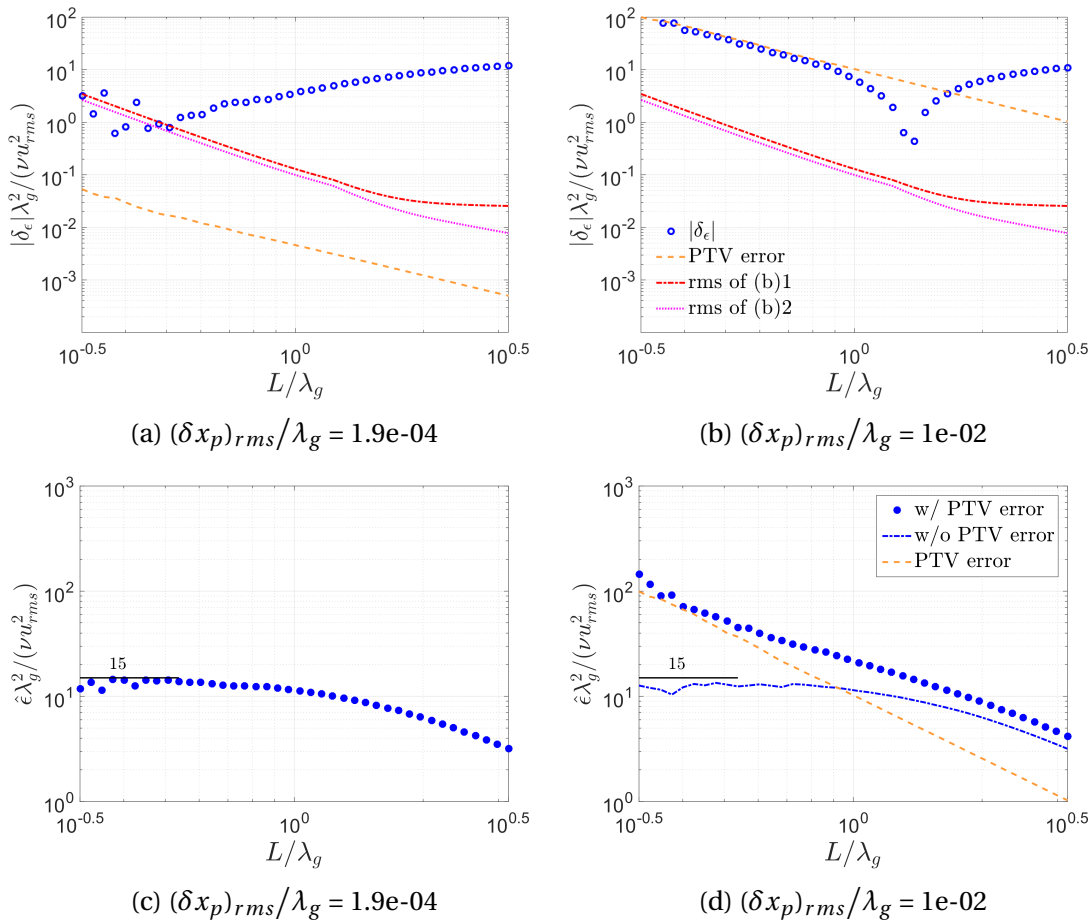 10^2
10^1
10^0
10^-1
10^-2
10^-3
|δ_ϵ|λ_g^2/(νu_rms^2)
10^-0.5
10^0
10^0.5
L/λ_g
(a) (δx_p)_rms/λ_g = 1.9e-04
10^2
10^1
10^0
10^-1
10^-2
10^-3
|δ_ϵ|λ_g^2/(νu_rms^2)
|δ_ϵ|
PTV error
rms of (b)1
rms of (b)2
10^-0.5
10^0
10^0.5
L/λ_g
(b) (δx_p)_rms/λ_g = 1e-02
10^3
10^2
10^1
10^0
ϵ̂λ_g^2/(νu_rms^2)
15
10^-0.5
10^0
10^0.5
L/λ_g
(c) (δx_p)_rms/λ_g = 1.9e-04
10^3
10^2
10^1
10^0
ϵ̂λ_g^2/(νu_rms^2)
w/ PTV error
w/o PTV error
PTV error
15
10^-0.5
10^0
10^0.5
L/λ_g
(d) (δx_p)_rms/λ_g = 1e-02